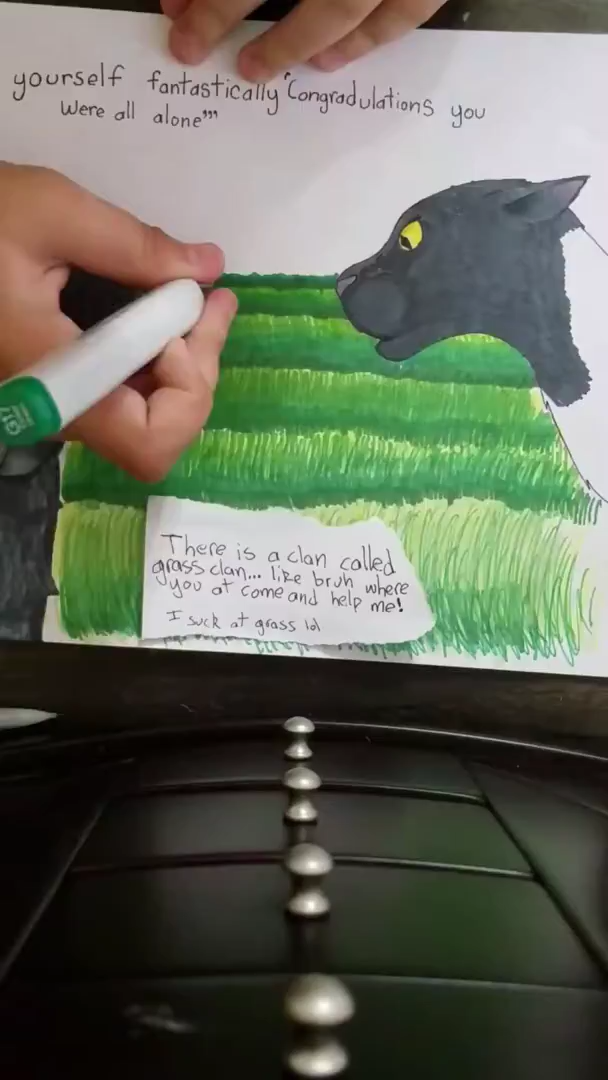 yourself fantastically "Congradulations you
were all alone"'"
There is a clan called
grass clan... like bruh where
you at come and help me!
I suck at grass lol